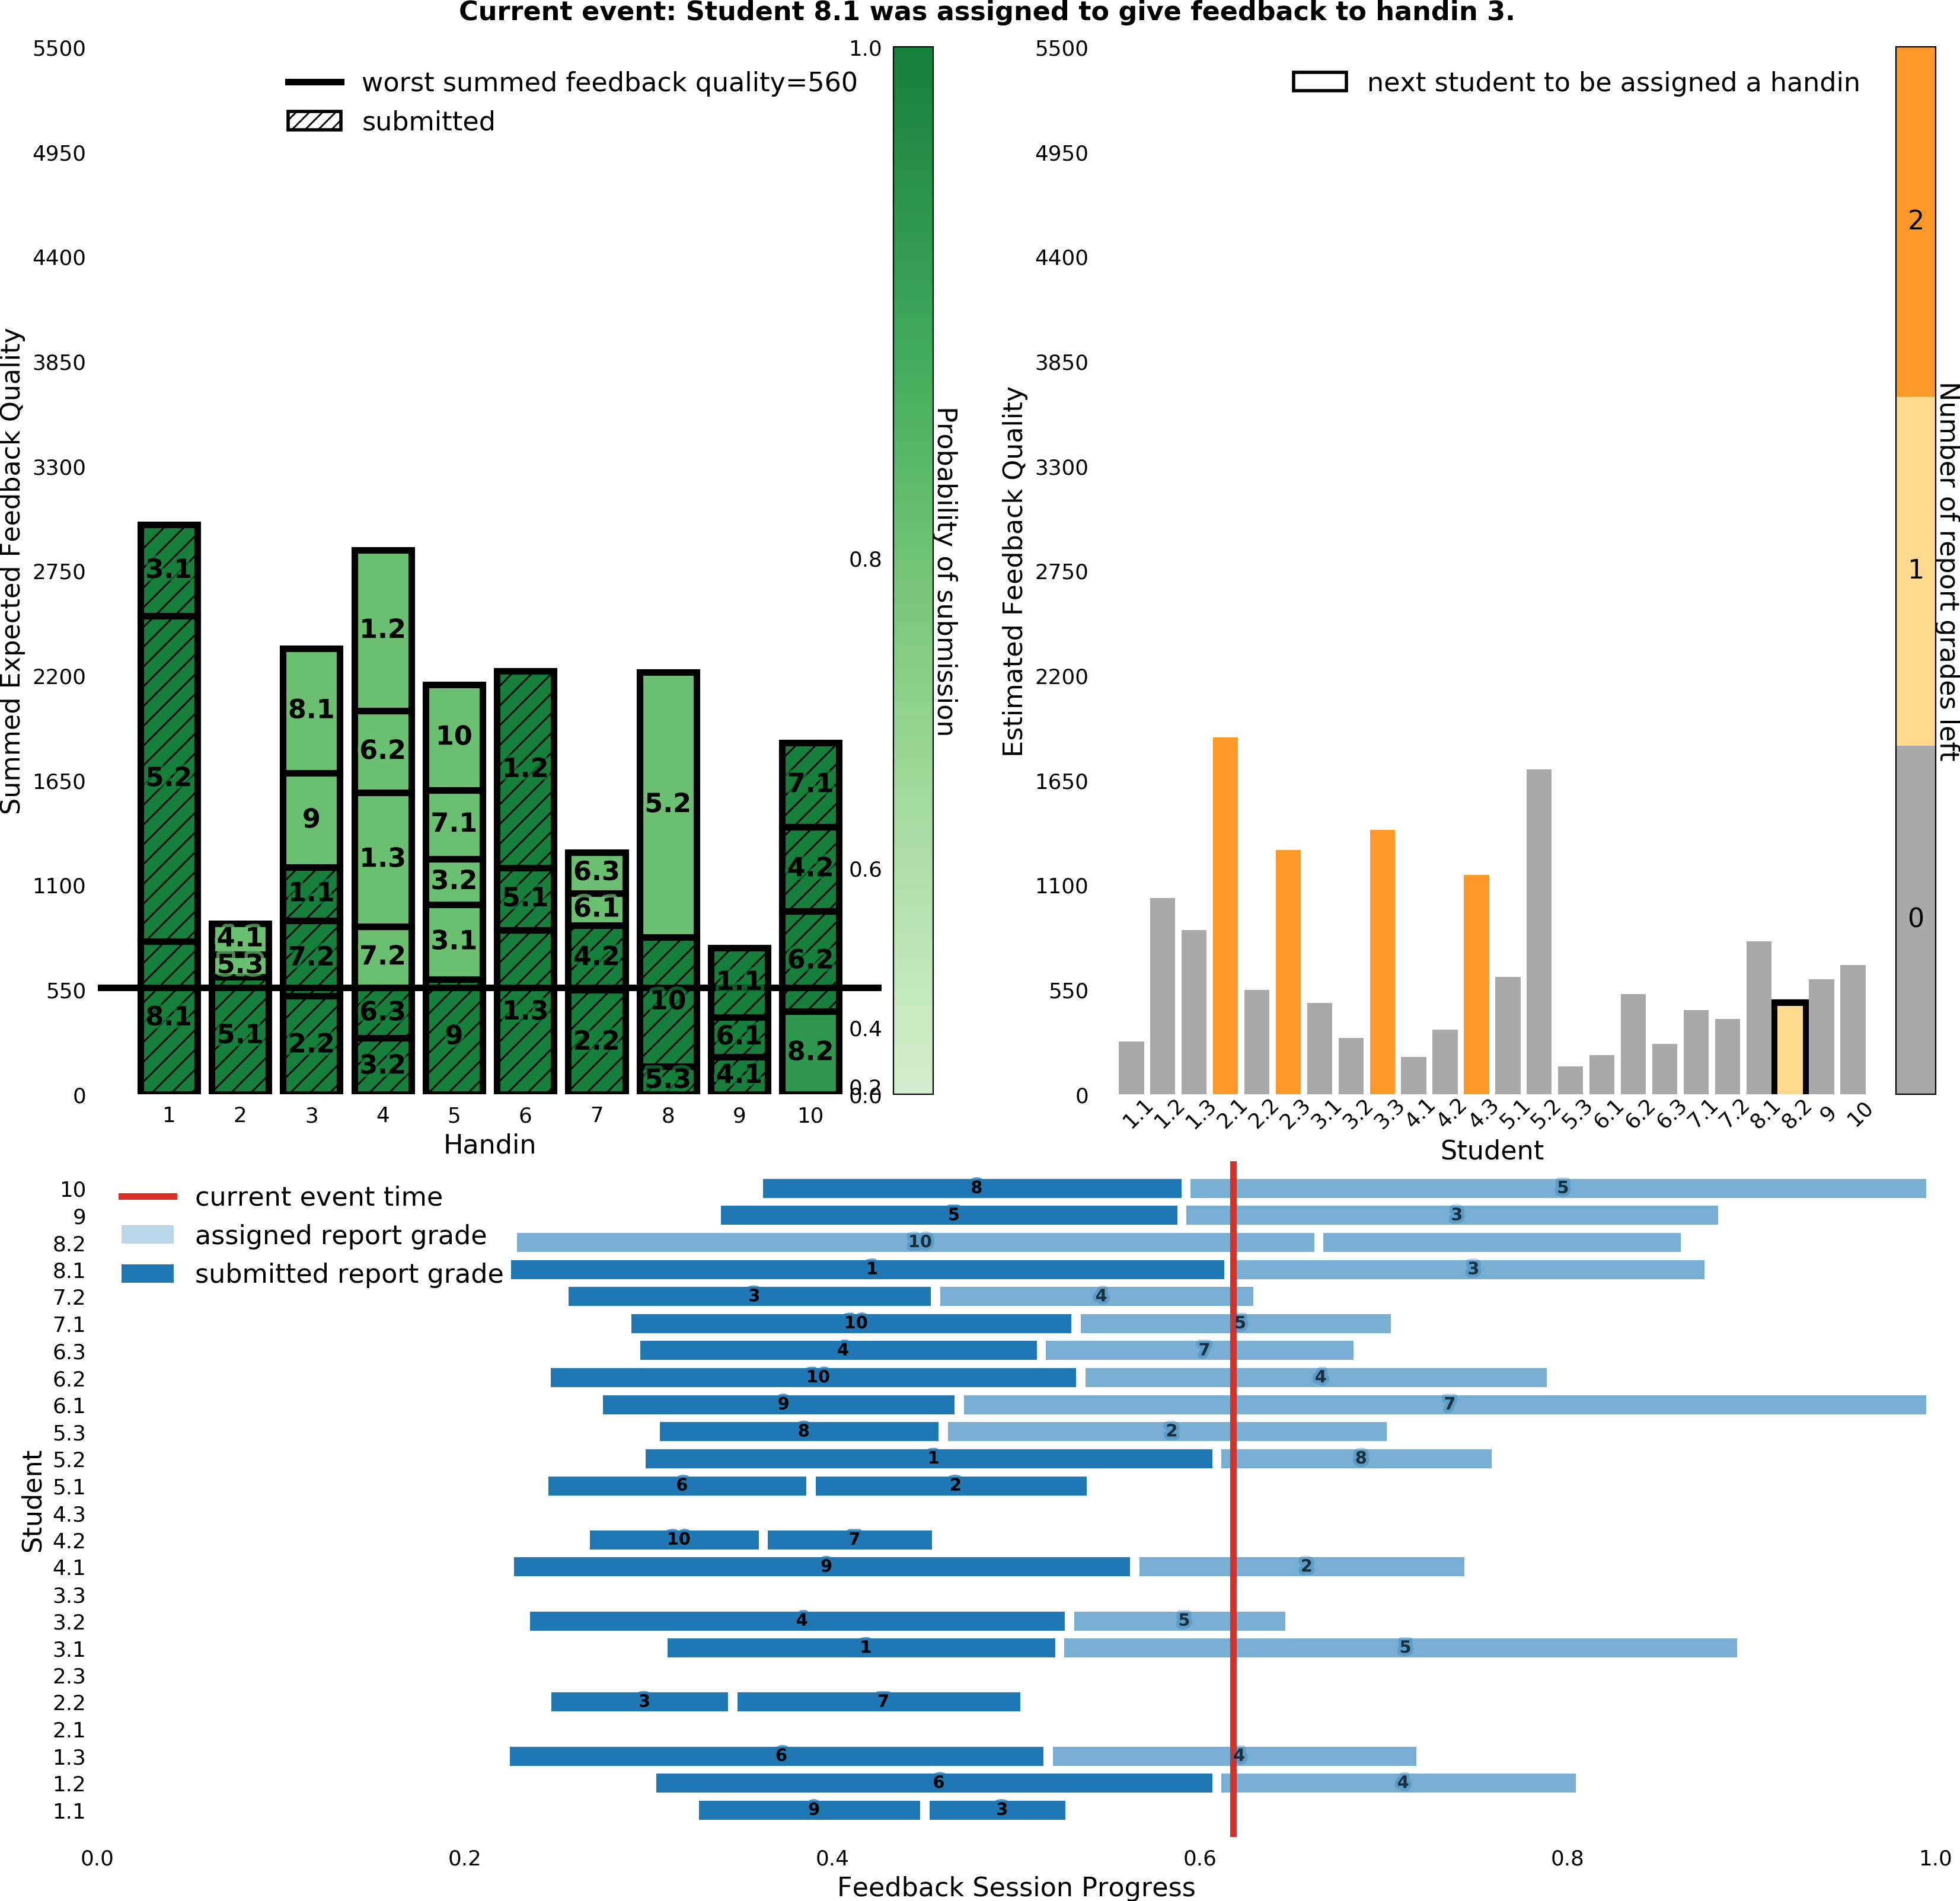 Current event: Student 8.1 was assigned to give feedback to handin 3.
Summed Expected Feedback Quality
5500
4950
4400
3850
3300
2750
2200
1650
1100
550
0
worst summed feedback quality=560
submitted
3.1
5.2
8.1
4.1
5.3
5.1
8.1
9
1.1
7.2
2.2
1.2
6.2
1.3
7.2
6.3
3.2
10
7.1
3.2
3.1
9
1.2
5.1
1.3
6.3
6.1
4.2
2.2
5.2
10
5.3
1.1
6.1
4.1
7.1
4.2
6.2
8.2
1 2 3 4 5 6 7 8 9 10
Handin
1.0
0.8
0.6
0.4
0.2
0.0
Probability of submission
Estimated Feedback Quality
5500
4950
4400
3850
3300
2750
2200
1650
1100
550
0
next student to be assigned a handin
1.1 1.2 1.3 2.1 2.2 2.3 3.1 3.2 3.3 4.1 4.2 4.3 5.1 5.2 5.3 6.1 6.2 6.3 7.1 7.2 8.1 8.2 9 10
Student
2
1
0
Number of report grades left
current event time
assigned report grade
submitted report grade
Student
10 8 5
9 5 3
8.2 10
8.1 1 3
7.2 3 4
7.1 10 5
6.3 4 7
6.2 10 4
6.1 9 7
5.3 8 2
5.2 1 8
5.1 6 2
4.3
4.2 10 7
4.1 9 2
3.3
3.2 4 5
3.1 1 5
2.3
2.2 3 7
2.1
1.3 6 4
1.2 6 4
1.1 9 3
0.0 0.2 0.4 0.6 0.8 1.0
Feedback Session Progress